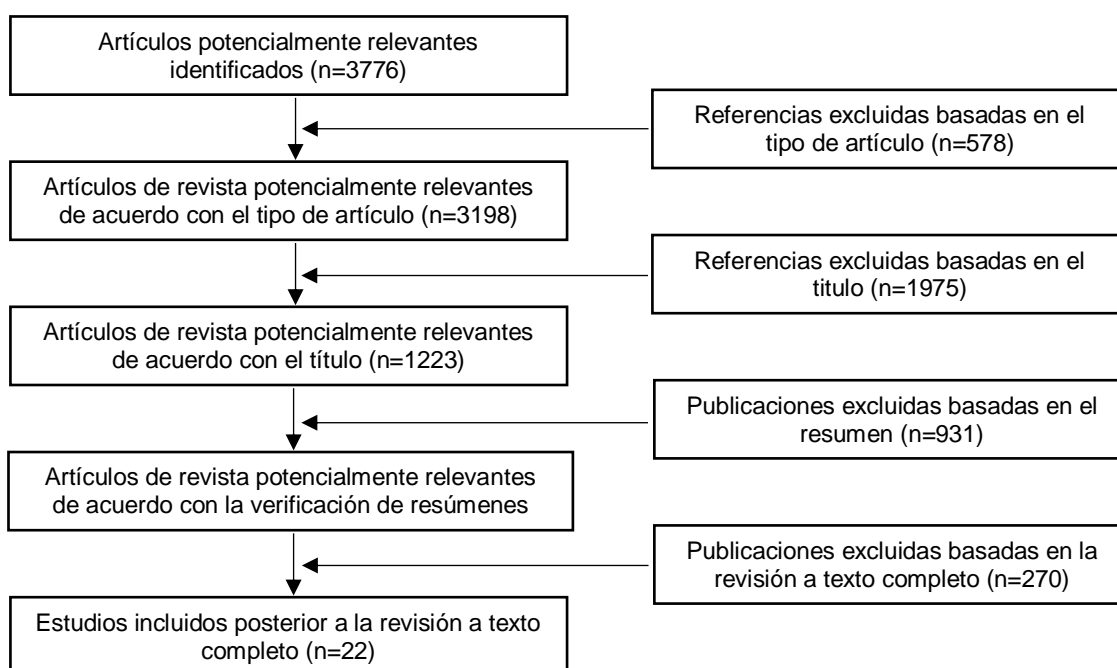 Artículos potencialmente relevantes
identificados (n=3776)
Referencias excluidas basadas en el
tipo de artículo (n=578)
Artículos de revista potencialmente relevantes
de acuerdo con el tipo de artículo (n=3198)
Referencias excluidas basadas en el
titulo (n=1975)
Artículos de revista potencialmente relevantes
de acuerdo con el título (n=1223)
Publicaciones excluidas basadas en el
resumen (n=931)
Artículos de revista potencialmente relevantes
de acuerdo con la verificación de resúmenes
Publicaciones excluidas basadas en la
revisión a texto completo (n=270)
Estudios incluidos posterior a la revisión a texto
completo (n=22)